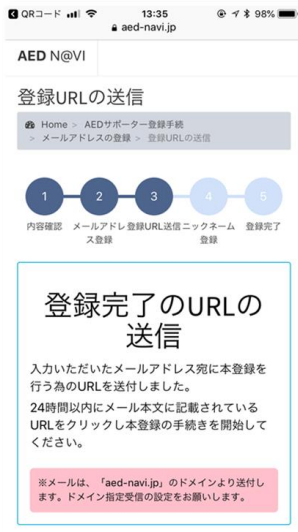 QRコード 13:35 98%
aed-navi.jp
AED N@VI
登録URLの送信
Home > AEDサポーター登録手続
> メールアドレスの登録 > 登録URLの送信
1 2 3 4 5
内容確認 メールアドレス登録 登録URL送信 ニックネーム登録 登録完了
登録完了のURLの
送信
入力いただいたメールアドレス宛に本登録を
行う為のURLを送付しました。
24時間以内にメール本文に記載されている
URLをクリックし本登録の手続きを開始して
ください。
※メールは、「aed-navi.jp」のドメインより送付し
ます。ドメイン指定受信の設定をお願いします。